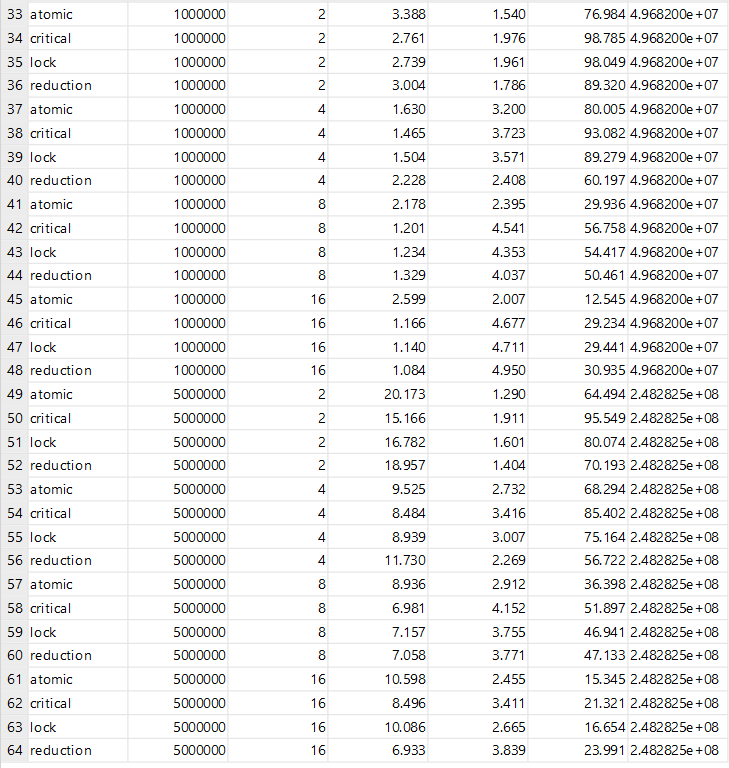 33 atomic 1000000 2 3.388 1.540 76.984 4.968200e+07
34 critical 1000000 2 2.761 1.976 98.785 4.968200e+07
35 lock 1000000 2 2.739 1.961 98.049 4.968200e+07
36 reduction 1000000 2 3.004 1.786 89.320 4.968200e+07
37 atomic 1000000 4 1.630 3.200 80.005 4.968200e+07
38 critical 1000000 4 1.465 3.723 93.082 4.968200e+07
39 lock 1000000 4 1.504 3.571 89.279 4.968200e+07
40 reduction 1000000 4 2.228 2.408 60.197 4.968200e+07
41 atomic 1000000 8 2.178 2.395 29.936 4.968200e+07
42 critical 1000000 8 1.201 4.541 56.758 4.968200e+07
43 lock 1000000 8 1.234 4.353 54.417 4.968200e+07
44 reduction 1000000 8 1.329 4.037 50.461 4.968200e+07
45 atomic 1000000 16 2.599 2.007 12.545 4.968200e+07
46 critical 1000000 16 1.166 4.677 29.234 4.968200e+07
47 lock 1000000 16 1.140 4.711 29.441 4.968200e+07
48 reduction 1000000 16 1.084 4.950 30.935 4.968200e+07
49 atomic 5000000 2 20.173 1.290 64.494 2.482825e+08
50 critical 5000000 2 15.166 1.911 95.549 2.482825e+08
51 lock 5000000 2 16.782 1.601 80.074 2.482825e+08
52 reduction 5000000 2 18.957 1.404 70.193 2.482825e+08
53 atomic 5000000 4 9.525 2.732 68.294 2.482825e+08
54 critical 5000000 4 8.484 3.416 85.402 2.482825e+08
55 lock 5000000 4 8.939 3.007 75.164 2.482825e+08
56 reduction 5000000 4 11.730 2.269 56.722 2.482825e+08
57 atomic 5000000 8 8.936 2.912 36.398 2.482825e+08
58 critical 5000000 8 6.981 4.152 51.897 2.482825e+08
59 lock 5000000 8 7.157 3.755 46.941 2.482825e+08
60 reduction 5000000 8 7.058 3.771 47.133 2.482825e+08
61 atomic 5000000 16 10.598 2.455 15.345 2.482825e+08
62 critical 5000000 16 8.496 3.411 21.321 2.482825e+08
63 lock 5000000 16 10.086 2.665 16.654 2.482825e+08
64 reduction 5000000 16 6.933 3.839 23.991 2.482825e+08